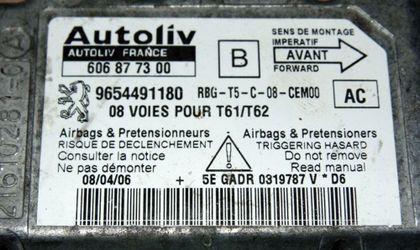 Autoliv
AUTOLIV FRANCE
606 87 73 00
B
SENS DE MONTAGE
IMPERATIF
AVANT
FORWARD
9654491180 RBG-T5-C-08-CEM00
AC
08 VOIES POUR T61/T62
Airbags & Pretensionneurs
RISQUE DE DECLENCHEMENT
Consulter la notice
Ne pas démonter
Airbags & Pretensioners
TRIGGERING HASARD
Do not remove
Read manual
08/04/06 + 5E GADR 0319787 V * D6